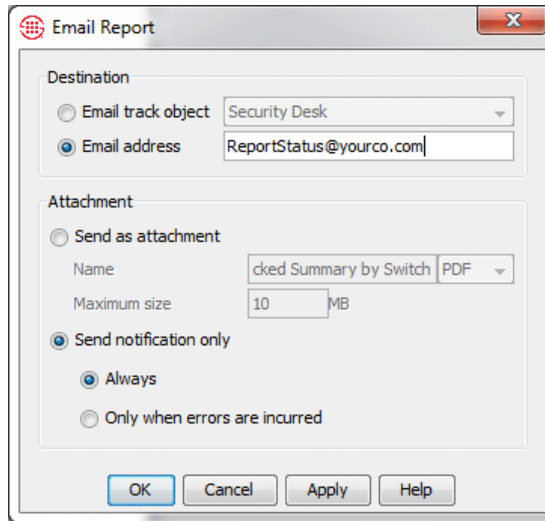 Email Report
Destination
Email track object Security Desk
Email address ReportStatus@yourco.com
Attachment
Send as attachment
Name cked Summary by Switch PDF
Maximum size 10 MB
Send notification only
Always
Only when errors are incurred
OK Cancel Apply Help